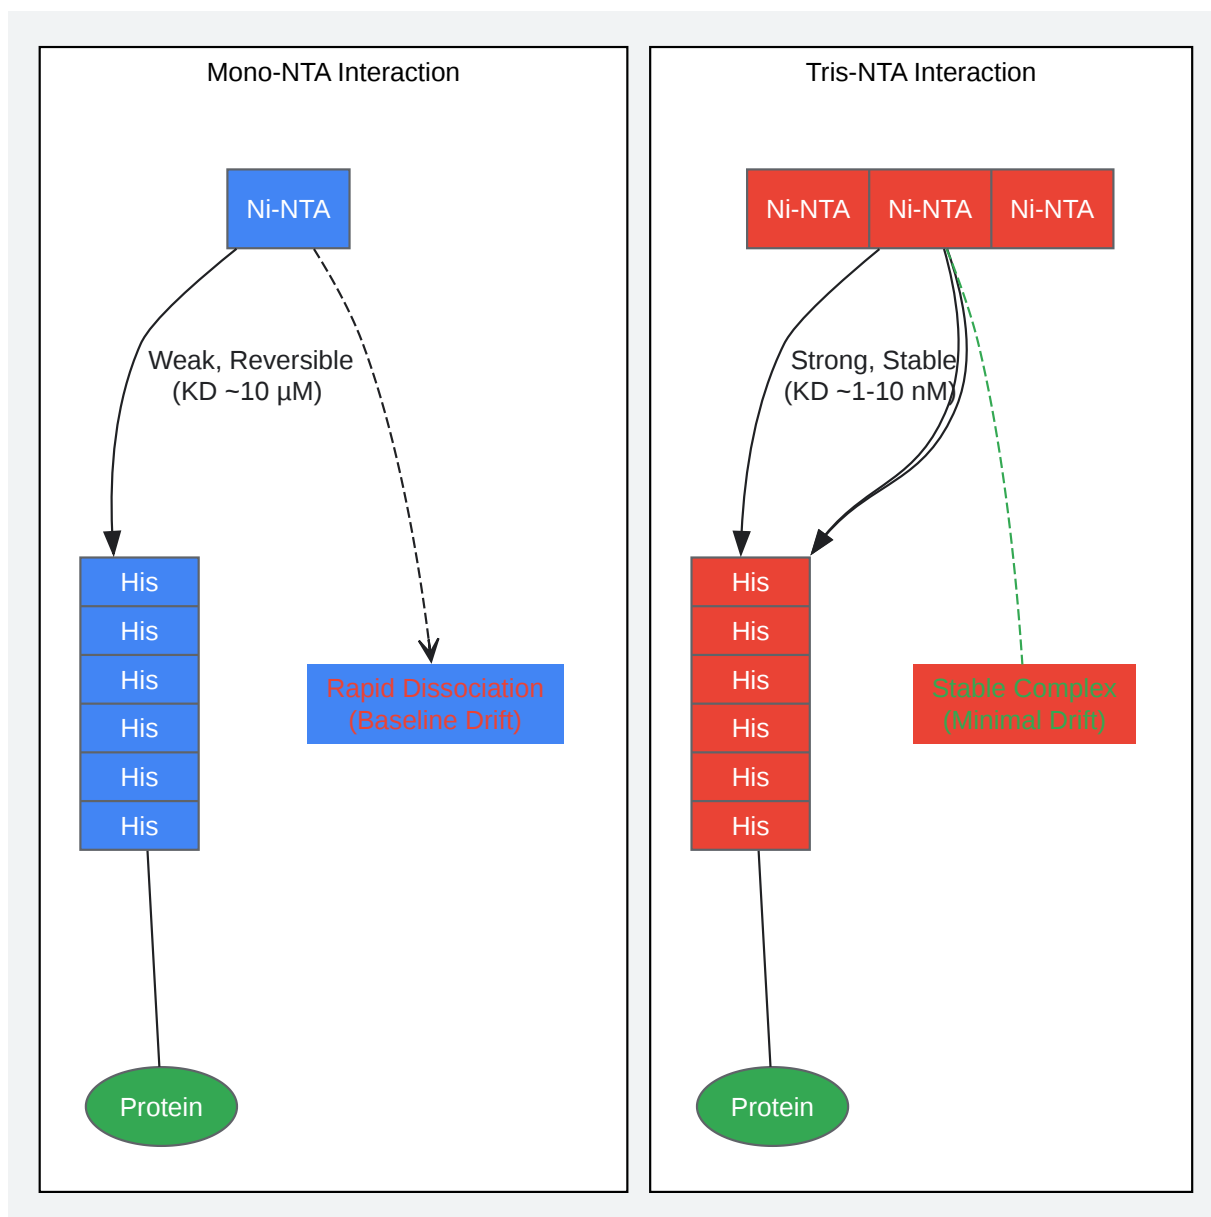 Mono-NTA Interaction
Ni-NTA
Weak, Reversible
(KD ~10 µM)
His
His
His
His
His
His
Rapid Dissociation
(Baseline Drift)
Protein
Tris-NTA Interaction
Ni-NTA
Ni-NTA
Ni-NTA
Strong, Stable
(KD ~1-10 nM)
His
His
His
His
His
His
Stable Complex
(Minimal Drift)
Protein